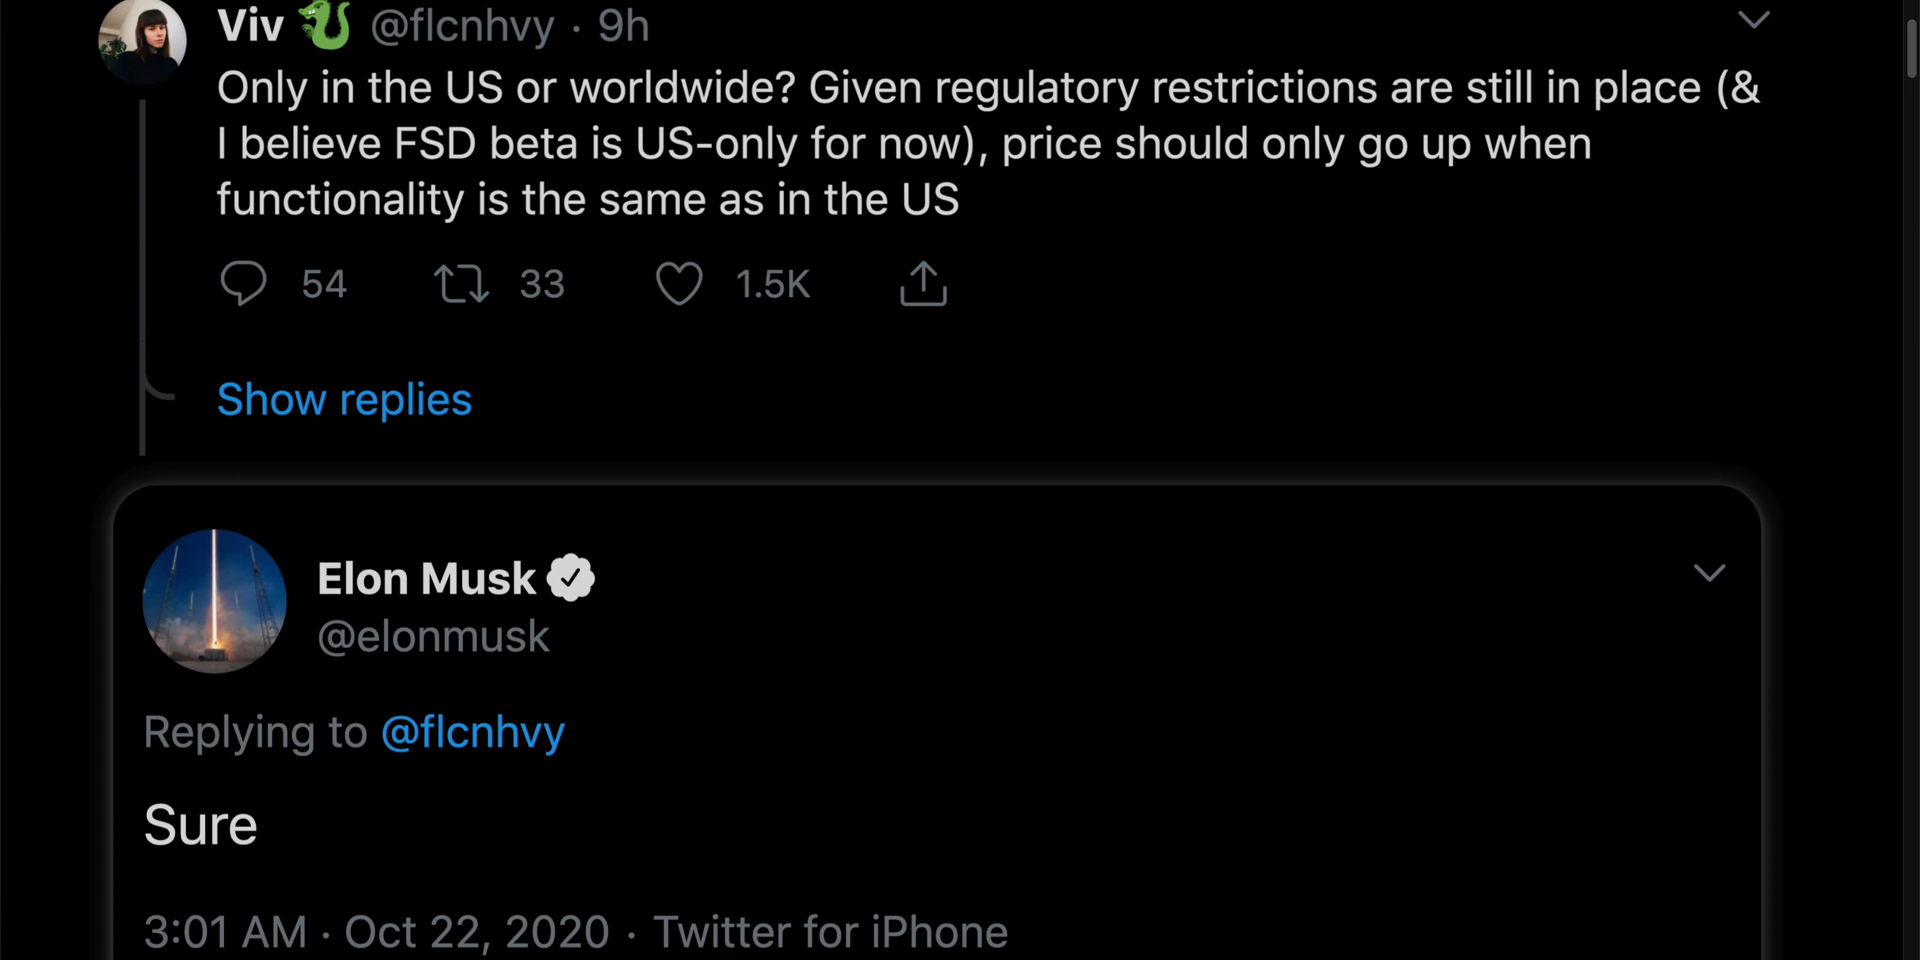 Viv 🐉 @flcnhvy · 9h
Only in the US or worldwide? Given regulatory restrictions are still in place (&
I believe FSD beta is US-only for now), price should only go up when
functionality is the same as in the US
54 33 1.5K
Show replies
Elon Musk
@elonmusk
Replying to @flcnhvy
Sure
3:01 AM · Oct 22, 2020 · Twitter for iPhone